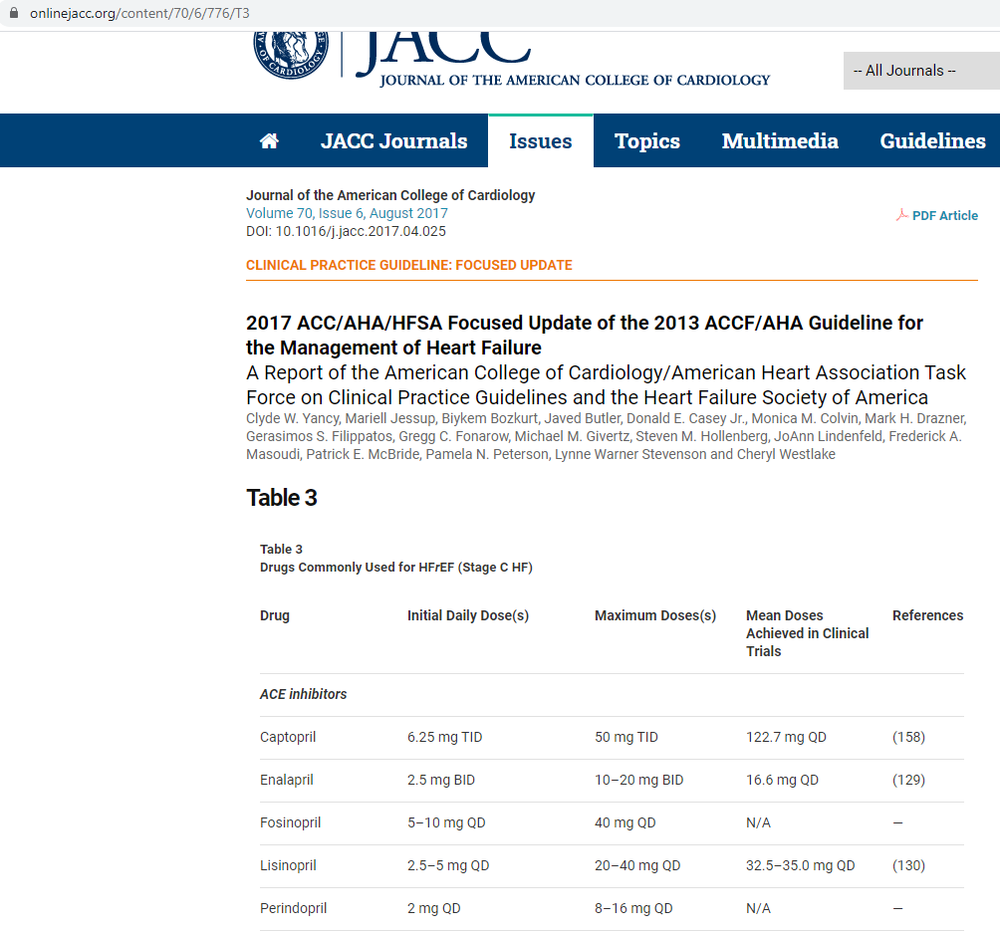 onlinejacc.org/content/70/6/776/T3
OF CARDIOLOGY
JACC
JOURNAL OF THE AMERICAN COLLEGE OF CARDIOLOGY
-- All Journals --
JACC Journals Issues Topics Multimedia Guidelines
Journal of the American College of Cardiology
Volume 70, Issue 6, August 2017
DOI: 10.1016/j.jacc.2017.04.025
PDF Article
CLINICAL PRACTICE GUIDELINE: FOCUSED UPDATE
2017 ACC/AHA/HFSA Focused Update of the 2013 ACCF/AHA Guideline for
the Management of Heart Failure
A Report of the American College of Cardiology/American Heart Association Task
Force on Clinical Practice Guidelines and the Heart Failure Society of America
Clyde W. Yancy, Mariell Jessup, Biykem Bozkurt, Javed Butler, Donald E. Casey Jr., Monica M. Colvin, Mark H. Drazner,
Gerasimos S. Filippatos, Gregg C. Fonarow, Michael M. Givertz, Steven M. Hollenberg, JoAnn Lindenfeld, Frederick A.
Masoudi, Patrick E. McBride, Pamela N. Peterson, Lynne Warner Stevenson and Cheryl Westlake
Table 3
Table 3
Drugs Commonly Used for HFrEF (Stage C HF)
Drug Initial Daily Dose(s) Maximum Doses(s) Mean Doses References
Achieved in Clinical
Trials
ACE inhibitors
Captopril 6.25 mg TID 50 mg TID 122.7 mg QD (158)
Enalapril 2.5 mg BID 10–20 mg BID 16.6 mg QD (129)
Fosinopril 5–10 mg QD 40 mg QD N/A —
Lisinopril 2.5–5 mg QD 20–40 mg QD 32.5–35.0 mg QD (130)
Perindopril 2 mg QD 8–16 mg QD N/A —